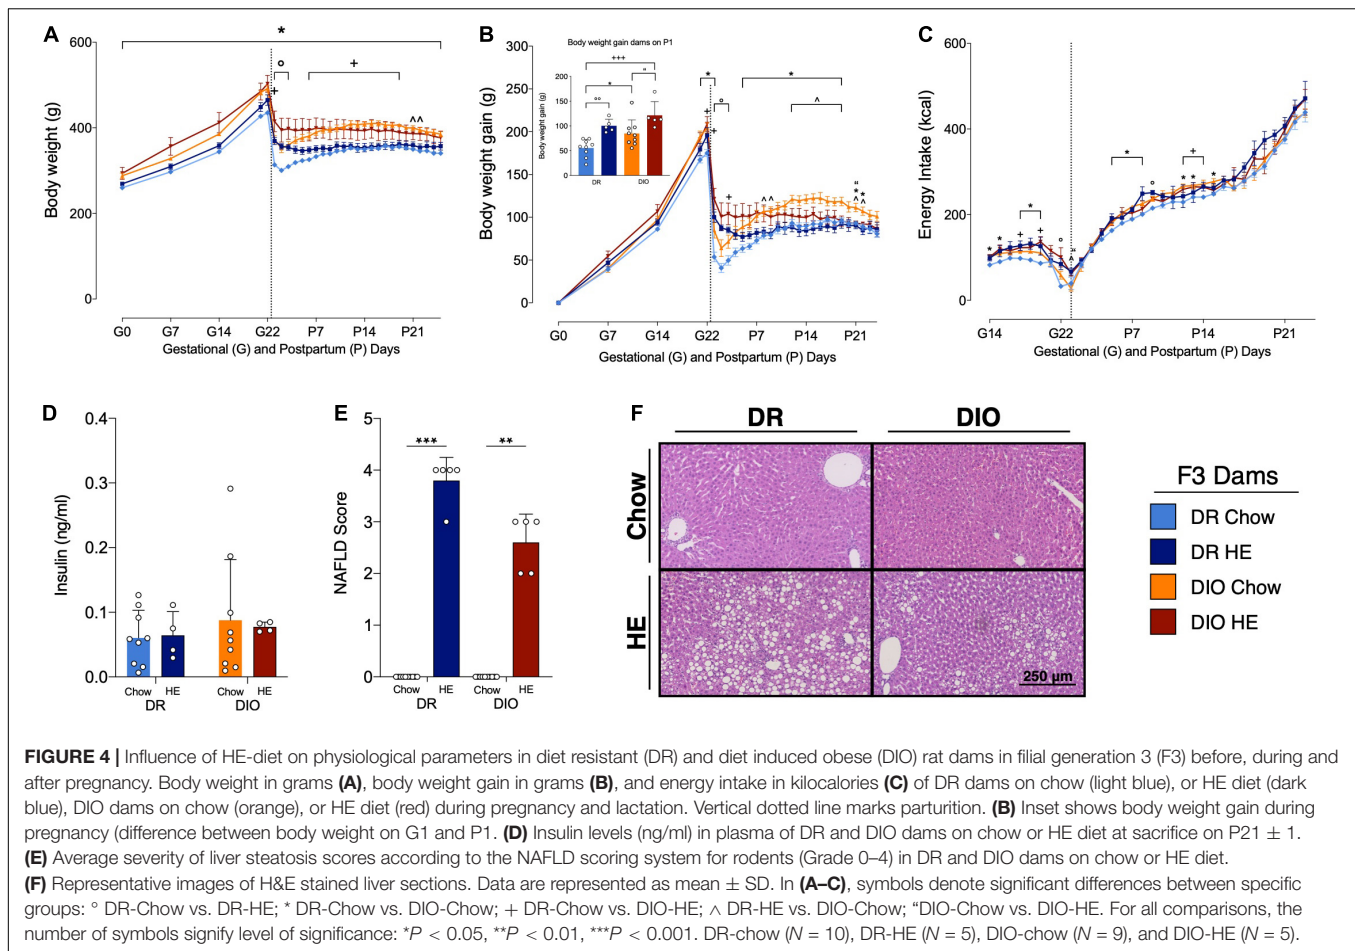 A
Body weight (g)
600
400
200
0
*
°
+
+
^^
G0 G7 G14 G22 P7 P14 P21
Gestational (G) and Postpartum (P) Days
B
Body weight gain (g)
300
250
200
150
100
50
0
Body weight gain dams on P1
Body weight gain (g)
200
150
100
50
0
+++
*
°°
"
DR DIO
*
*
°
^
+
+
+
^^
"
*
^
*
^
G0 G7 G14 G22 P7 P14 P21
Gestational (G) and Postpartum (P) Days
C
Energy Intake (kcal)
600
400
200
0
*
*
*
+
+
°
"
^
*
°
+
*
*
*
G14 G22 P7 P14 P21
Gestational (G) and Postpartum (P) Days
D
Insulin (ng/ml)
0.4
0.3
0.2
0.1
0.0
Chow HE Chow HE
DR DIO
E
NAFLD Score
5
4
3
2
1
0
*** **
Chow HE Chow HE
DR DIO
F
DR DIO
Chow
HE
250 µm
F3 Dams
DR Chow
DR HE
DIO Chow
DIO HE
FIGURE 4 | Influence of HE-diet on physiological parameters in diet resistant (DR) and diet induced obese (DIO) rat dams in filial generation 3 (F3) before, during and
after pregnancy. Body weight in grams (A), body weight gain in grams (B), and energy intake in kilocalories (C) of DR dams on chow (light blue), or HE diet (dark
blue), DIO dams on chow (orange), or HE diet (red) during pregnancy and lactation. Vertical dotted line marks parturition. (B) Inset shows body weight gain during
pregnancy (difference between body weight on G1 and P1. (D) Insulin levels (ng/ml) in plasma of DR and DIO dams on chow or HE diet at sacrifice on P21 ± 1.
(E) Average severity of liver steatosis scores according to the NAFLD scoring system for rodents (Grade 0–4) in DR and DIO dams on chow or HE diet.
(F) Representative images of H&E stained liver sections. Data are represented as mean ± SD. In (A–C), symbols denote significant differences between specific
groups: ° DR-Chow vs. DR-HE; * DR-Chow vs. DIO-Chow; + DR-Chow vs. DIO-HE; ∧ DR-HE vs. DIO-Chow; “DIO-Chow vs. DIO-HE. For all comparisons, the
number of symbols signify level of significance: *P < 0.05, **P < 0.01, ***P < 0.001. DR-chow (N = 10), DR-HE (N = 5), DIO-chow (N = 9), and DIO-HE (N = 5).